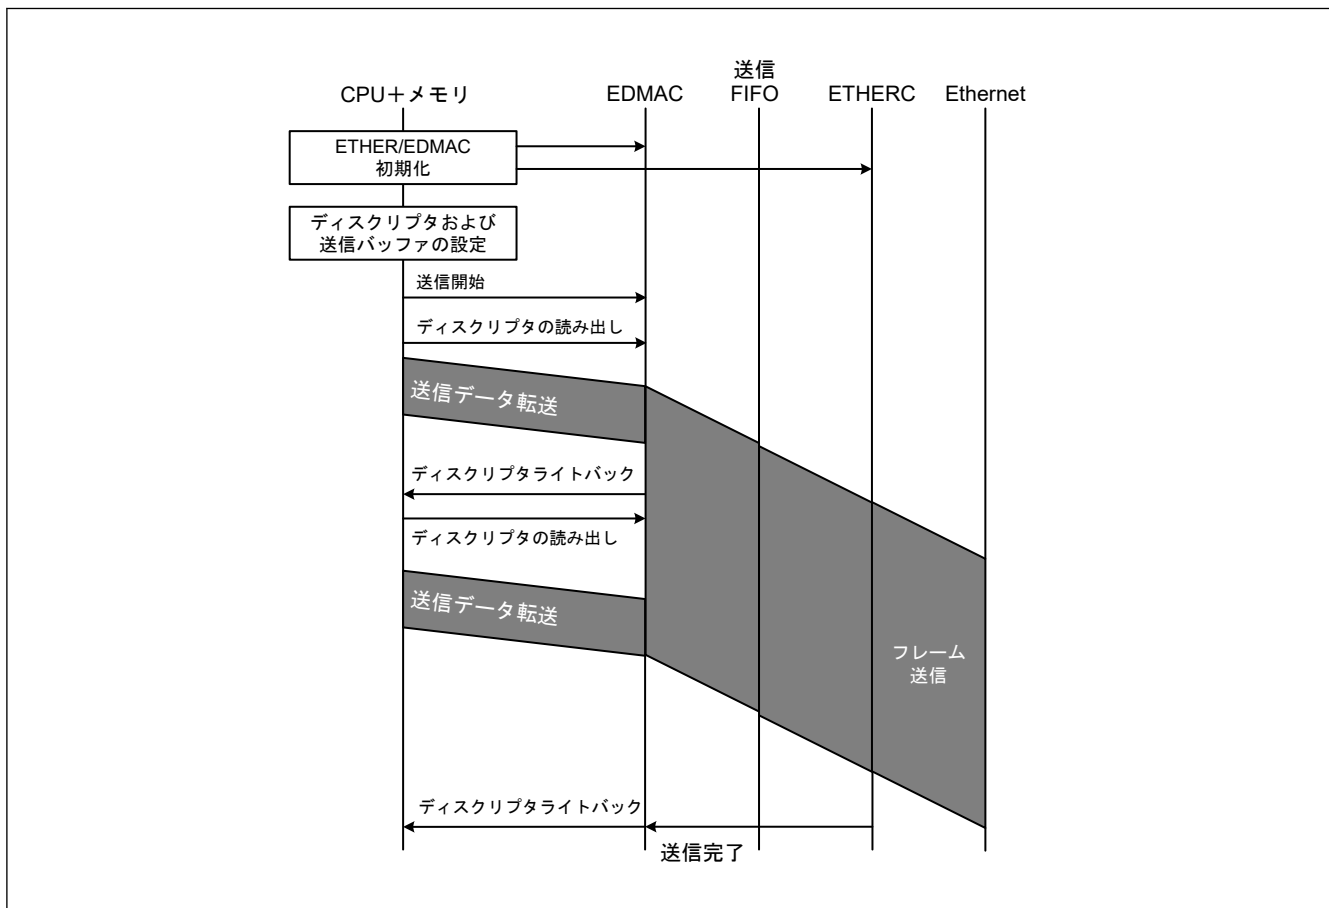 送信
CPU＋メモリ EDMAC FIFO ETHERC Ethernet
ETHER/EDMAC
初期化
ディスクリプタおよび
送信バッファの設定
送信開始
ディスクリプタの読み出し
送信データ転送
ディスクリプタライトバック
ディスクリプタの読み出し
送信データ転送
フレーム
送信
ディスクリプタライトバック
送信完了